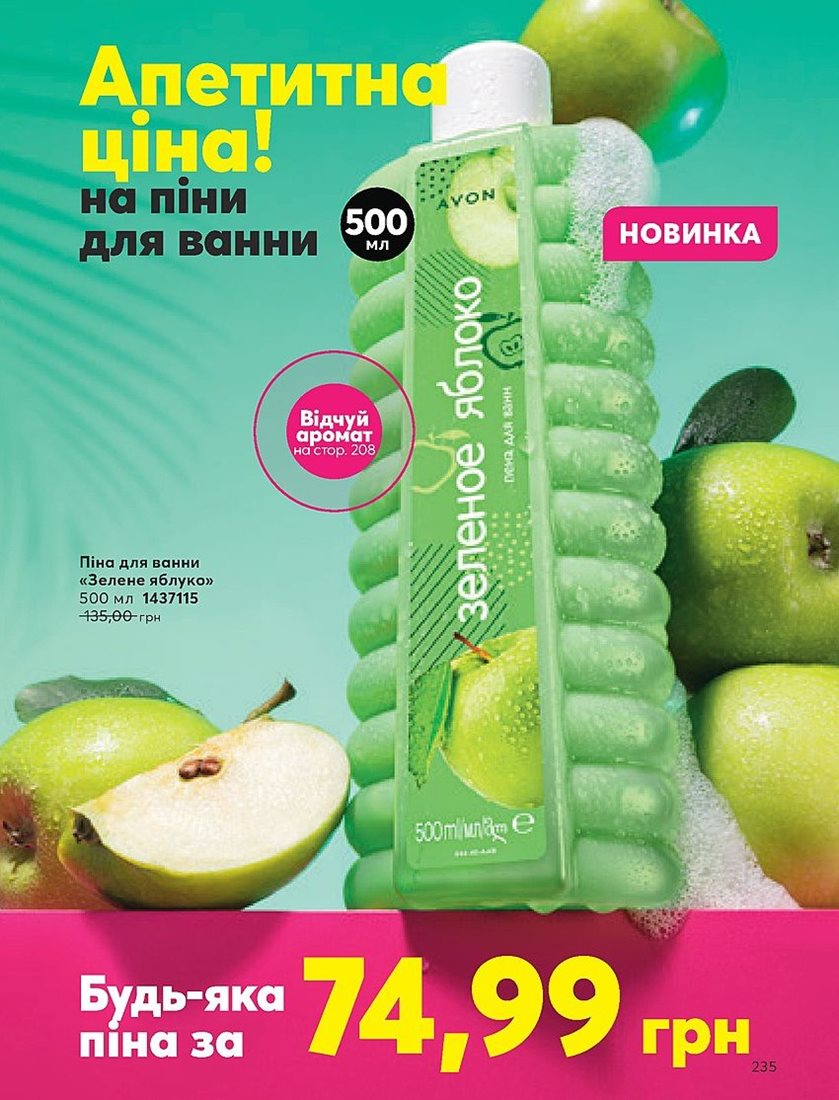 Апетитна
ціна!
на піни
для ванни
500
мл
AVON
НОВИНКА
зеленое яблоко
пена для ванн
Відчуй
аромат
на стор. 208
Піна для ванни
«Зелене яблуко»
500 мл 1437115
135,00 грн
500ml/мл/მლ e
Будь-яка
піна за
74,99 грн
235